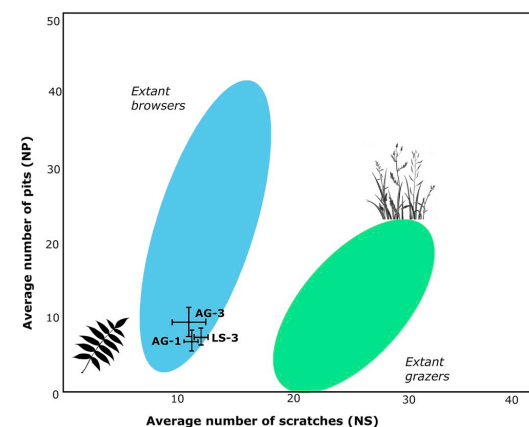 50
Extant
browsers
40
30
Average number of pits (NP)
20
10
AG-3
AG-1
LS-3
Extant
grazers
0
10
20
30
40
Average number of scratches (NS)